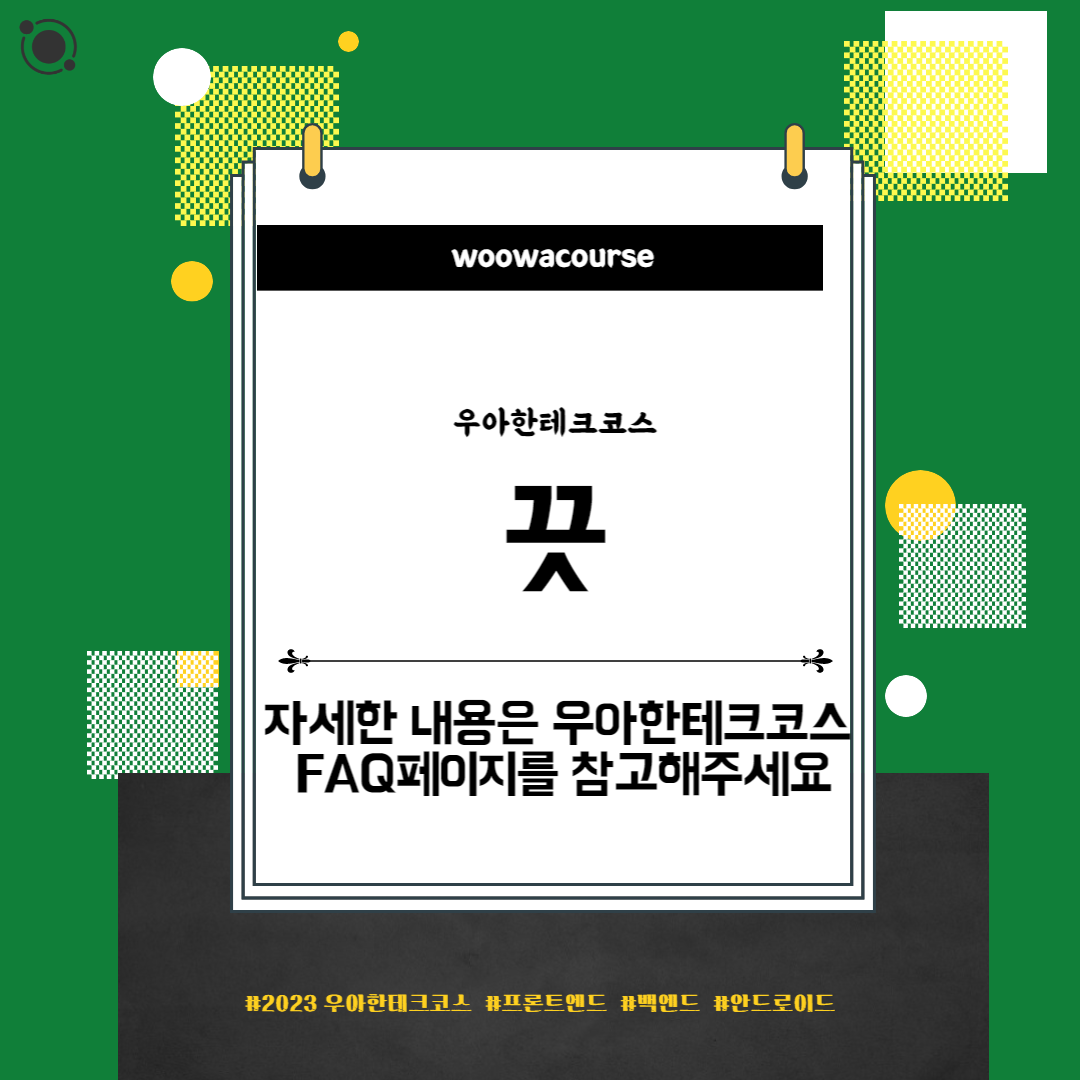 woowacourse
우아한테크코스
끗
자세한 내용은 우아한테크코스
FAQ페이지를 참고해주세요
#2023 우아한테크코스 #프론트엔드 #백엔드 #안드로이드